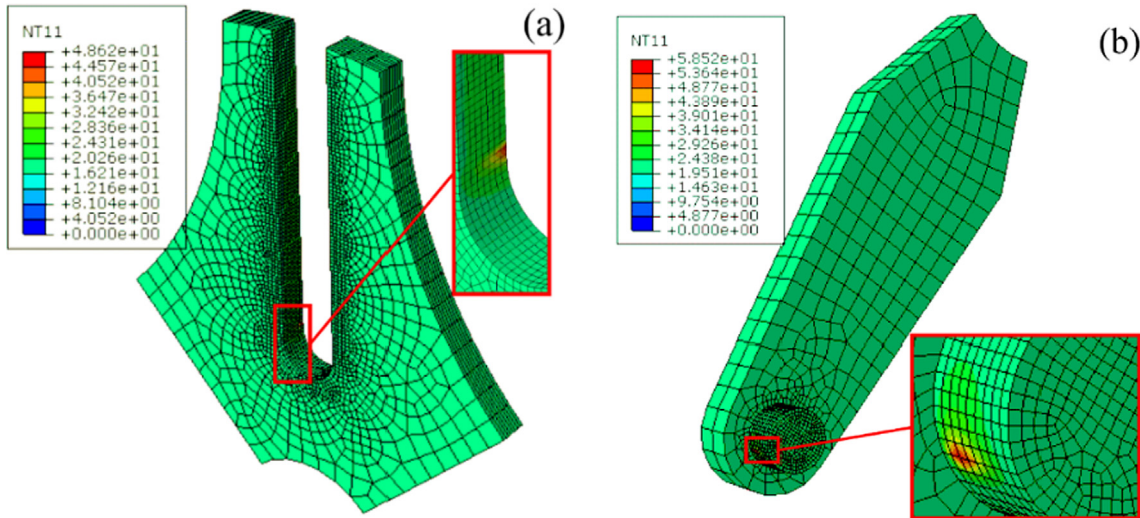 (a)
NT11
+4.862e+01
+4.457e+01
+4.052e+01
+3.647e+01
+3.242e+01
+2.836e+01
+2.431e+01
+2.026e+01
+1.621e+01
+1.216e+01
+8.104e+00
+4.052e+00
+0.000e+00
(b)
NT11
+5.852e+01
+5.364e+01
+4.877e+01
+4.389e+01
+3.901e+01
+3.414e+01
+2.926e+01
+2.438e+01
+1.951e+01
+1.463e+01
+9.754e+00
+4.877e+00
+0.000e+00